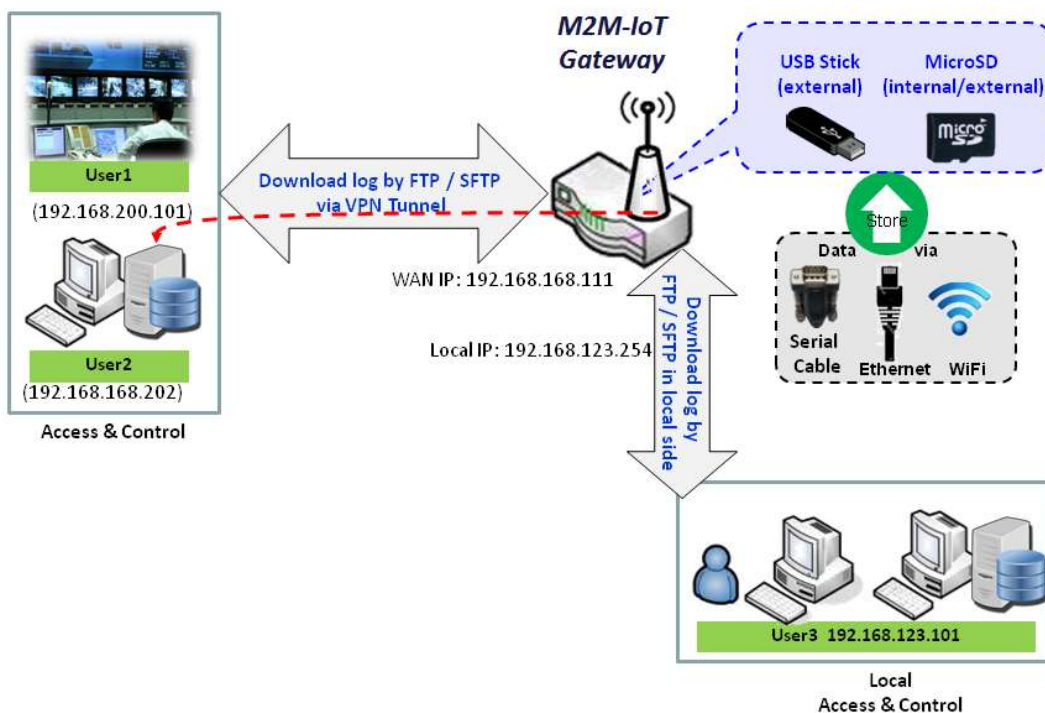 M2M-IoT
Gateway
USB Stick
(external)
MicroSD
(internal/external)
micro
SD
User1
(192.168.200.101)
Download log by FTP / SFTP
via VPN Tunnel
Store
Data via
WAN IP: 192.168.168.111
Serial
Cable
Ethernet
WiFi
Local IP: 192.168.123.254
User2
(192.168.168.202)
Access & Control
Download log by
FTP / SFTP in local side
User3 192.168.123.101
Local
Access & Control